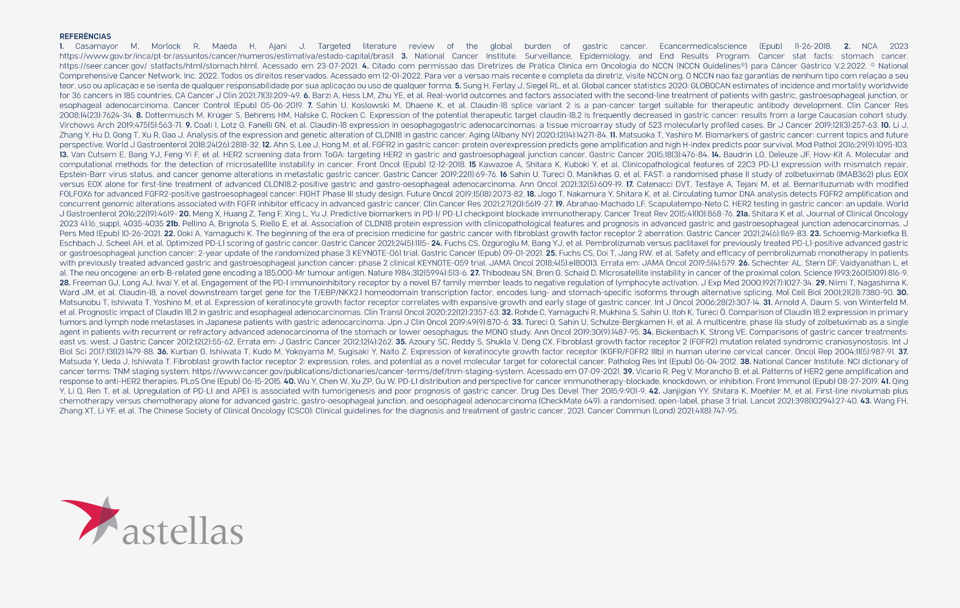 REFERÊNCIAS
1. Casamayor M, Morlock R, Maeda H, Ajani J. Targeted literature review of the global burden of gastric cancer. Ecancermedicalscience (Epub) 11-26-2018. 2. NCA 2023
https://www.gov.br/inca/pt-br/assuntos/cancer/numeros/estimativa/estado-capital/brasil 3. National Cancer Institute. Surveillance, Epidemiology, and End Results Program. Cancer stat facts: stomach cancer.
https://seer.cancer.gov/ statfacts/html/stomach.html. Acessado em 23-07-2021. 4. Citado com permissão das Diretrizes de Prática Clínica em Oncologia do NCCN (NCCN Guidelines®) para Câncer Gástrico V.2.2022. © National
Comprehensive Cancer Network, Inc. 2022. Todos os direitos reservados. Acessado em 12-01-2022. Para ver a versão mais recente e completa da diretriz, visite NCCN.org. O NCCN não faz garantias de nenhum tipo com relação a seu
teor, uso ou aplicação e se isenta de qualquer responsabilidade por sua aplicação ou uso de qualquer forma. 5. Sung H, Ferlay J, Siegel RL, et al. Global cancer statistics 2020: GLOBOCAN estimates of incidence and mortality worldwide
for 36 cancers in 185 countries. CA Cancer J Clin 2021;71(3):209-49. 6. Barzi A, Hess LM, Zhu YE, et al. Real-world outcomes and factors associated with the second-line treatment of patients with gastric, gastroesophageal junction, or
esophageal adenocarcinoma. Cancer Control (Epub) 05-06-2019. 7. Sahin U, Koslowski M, Dhaene K, et al. Claudin-18 splice variant 2 is a pan-cancer target suitable for therapeutic antibody development. Clin Cancer Res
2008;14(23):7624-34. 8. Dottermusch M, Kruger S, Behrens HM, Halske C, Rocken C. Expression of the potential therapeutic target claudin-18.2 is frequently decreased in gastric cancer: results from a large Caucasian cohort study.
Virchows Arch 2019;475(5):563-71. 9. Coati I, Lotz G, Fanelli GN, et al. Claudin-18 expression in oesophagogastric adenocarcinomas: a tissue microarray study of 523 molecularly profiled cases. Br J Cancer 2019;121(3):257-63. 10. Li J,
Zhang Y, Hu D, Gong T, Xu R, Gao J. Analysis of the expression and genetic alteration of CLDN18 in gastric cancer. Aging (Albany NY) 2020;12(14):14271-84. 11. Matsuoka T, Yashiro M. Biomarkers of gastric cancer: current topics and future
perspective. World J Gastroenterol 2018;24(26):2818-32. 12. Ahn S, Lee J, Hong M, et al. FGFR2 in gastric cancer: protein overexpression predicts gene amplification and high H-index predicts poor survival. Mod Pathol 2016;29(9):1095-103.
13. Van Cutsem E, Bang YJ, Feng-Yi F, et al. HER2 screening data from ToGA: targeting HER2 in gastric and gastroesophageal junction cancer. Gastric Cancer 2015;18(3):476-84. 14. Baudrin LG, Deleuze JF, How-Kit A. Molecular and
computational methods for the detection of microsatellite instability in cancer. Front Oncol (Epub) 12-12-2018. 15 Kawazoe A, Shitara K, Kuboki Y, et al. Clinicopathological features of 22C3 PD-L1 expression with mismatch repair,
Epstein-Barr virus status, and cancer genome alterations in metastatic gastric cancer. Gastric Cancer 2019;22(1):69-76. 16 Sahin U, Türeci Ö, Manikhas G, et al. FAST: a randomised phase II study of zolbetuximab (IMAB362) plus EOX
versus EOX alone for first-line treatment of advanced CLDN18.2-positive gastric and gastro-oesophageal adenocarcinoma. Ann Oncol 2021;32(5):609-19. 17. Catenacci DVT, Tesfaye A, Tejani M, et al. Bemarituzumab with modified
FOLFOX6 for advanced FGFR2-positive gastric cancer: FIGHT Phase III study design. Future Oncol 2019;15(18):2073-82. 18. Jogo T, Nakamura Y, Shitara K, et al. Circulating tumor DNA analysis detects FGFR2 amplification and
concurrent genomic alterations associated with FGFR inhibitor efficacy in advanced gastric cancer. Clin Cancer Res 2021;27(20):5619-27. 19. Abrahao-Machado LF, Scapulatempo-Neto C. HER2 testing in gastric cancer: an update. World
J Gastroenterol 2016;22(19):4619- 20. Meng X, Huang Z, Teng F, Xing L, Yu J. Predictive biomarkers in PD-1/ PD-L1 checkpoint blockade immunotherapy. Cancer Treat Rev 2015;41(10):868-76. 21a. Shitara K et al. Journal of Clinical Oncology
2023 41:16_suppl, 4035-4035 21b. Pellino A, Brignola S, Riello E, et al. Association of CLDN18 protein expression with clinicopathological features and prognosis in advanced gastric and gastroesophageal junction adenocarcinomas. J
Pers Med (Epub) 10-26-2021. 22. Ooki A, Yamaguchi K. The beginning of the era of precision medicine for gastric cancer with fibroblast growth factor receptor 2 aberration. Gastric Cancer 2021;24(6):1169-83. 23. Schoemig-Markiefka B,
Eschbach J, Scheel AH, et al. Optimized PD-L1 scoring of gastric cancer. Gastric Cancer 2021;24(5):1115- 24. Fuchs CS, Özguroğlu M, Bang YJ, et al. Pembrolizumab versus paclitaxel for previously treated PD-L1-positive advanced gastric
or gastroesophageal junction cancer: 2-year update of the randomized phase 3 KEYNOTE-061 trial. Gastric Cancer (Epub) 09-01-2021. 25. Fuchs CS, Doi T, Jang RW, et al. Safety and efficacy of pembrolizumab monotherapy in patients
with previously treated advanced gastric and gastroesophageal junction cancer: phase 2 clinical KEYNOTE-059 trial. JAMA Oncol 2018;4(5):e180013. Errata em: JAMA Oncol 2019;5(4):579. 26. Schechter AL, Stern DF, Vaidyanathan L, et
al. The neu oncogene: an erb-B-related gene encoding a 185,000-Mr tumour antigen. Nature 1984;312(5994):513-6. 27. Thibodeau SN, Bren G, Schaid D. Microsatellite instability in cancer of the proximal colon. Science 1993;260(5109):816-9.
28. Freeman GJ, Long AJ, Iwai Y, et al. Engagement of the PD-1 immunoinhibitory receptor by a novel B7 family member leads to negative regulation of lymphocyte activation. J Exp Med 2000;192(7):1027-34. 29. Niimi T, Nagashima K,
Ward JM, et al. Claudin-18, a novel downstream target gene for the T/EBP/NKX2.1 homeodomain transcription factor, encodes lung- and stomach-specific isoforms through alternative splicing. Mol Cell Biol 2001;21(21):7380-90. 30.
Matsunobu T, Ishiwata T, Yoshino M, et al. Expression of keratinocyte growth factor receptor correlates with expansive growth and early stage of gastric cancer. Int J Oncol 2006;28(2):307-14. 31. Arnold A, Daum S, von Winterfeld M,
et al. Prognostic impact of Claudin 18.2 in gastric and esophageal adenocarcinomas. Clin Transl Oncol 2020;22(12):2357-63. 32. Rohde C, Yamaguchi R, Mukhina S, Sahin U, Itoh K, Türeci Ö. Comparison of Claudin 18.2 expression in primary
tumors and lymph node metastases in Japanese patients with gastric adenocarcinoma. Jpn J Clin Oncol 2019;49(9):870-6. 33. Türeci Ö, Sahin U, Schulze-Bergkamen H, et al. A multicentre, phase IIa study of zolbetuximab as a single
agent in patients with recurrent or refractory advanced adenocarcinoma of the stomach or lower oesophagus: the MONO study. Ann Oncol 2019;30(9):1487-95. 34. Bickenbach K, Strong VE. Comparisons of gastric cancer treatments:
east vs. west. J Gastric Cancer 2012;12(2):55-62. Errata em: J Gastric Cancer 2012;12(4):262. 35. Azoury SC, Reddy S, Shukla V, Deng CX. Fibroblast growth factor receptor 2 (FGFR2) mutation related syndromic craniosynostosis. Int J
Biol Sci 2017;13(12):1479-88. 36. Kurban G, Ishiwata T, Kudo M, Yokoyama M, Sugisaki Y, Naito Z. Expression of keratinocyte growth factor receptor (KGFR/FGFR2 IIIb) in human uterine cervical cancer. Oncol Rep 2004;11(5):987-91. 37.
Matsuda Y, Ueda J, Ishiwata T. Fibroblast growth factor receptor 2: expression, roles, and potential as a novel molecular target for colorectal cancer. Patholog Res Int (Epub) 06-04-2012. 38. National Cancer Institute. NCI dictionary of
cancer terms: TNM staging system. https://www.cancer.gov/publications/dictionaries/cancer-terms/def/tnm-staging-system. Acessado em 07-09-2021. 39. Vicario R, Peg V, Morancho B, et al. Patterns of HER2 gene amplification and
response to anti-HER2 therapies. PLoS One (Epub) 06-15-2015. 40. Wu Y, Chen W, Xu ZP, Gu W. PD-L1 distribution and perspective for cancer immunotherapy-blockade, knockdown, or inhibition. Front Immunol (Epub) 08-27-2019. 41. Qing
Y, Li Q, Ren T, et al. Upregulation of PD-L1 and APE1 is associated with tumorigenesis and poor prognosis of gastric cancer. Drug Des Devel Ther 2015;9:901-9. 42. Janjigian YY, Shitara K, Moehler M, et al. First-line nivolumab plus
chemotherapy versus chemotherapy alone for advanced gastric, gastro-oesophageal junction, and oesophageal adenocarcinoma (CheckMate 649): a randomised, open-label, phase 3 trial. Lancet 2021;398(10294):27-40. 43. Wang FH,
Zhang XT, Li YF, et al. The Chinese Society of Clinical Oncology (CSCO): Clinical guidelines for the diagnosis and treatment of gastric cancer, 2021. Cancer Commun (Lond) 2021;41(8):747-95.
astellas